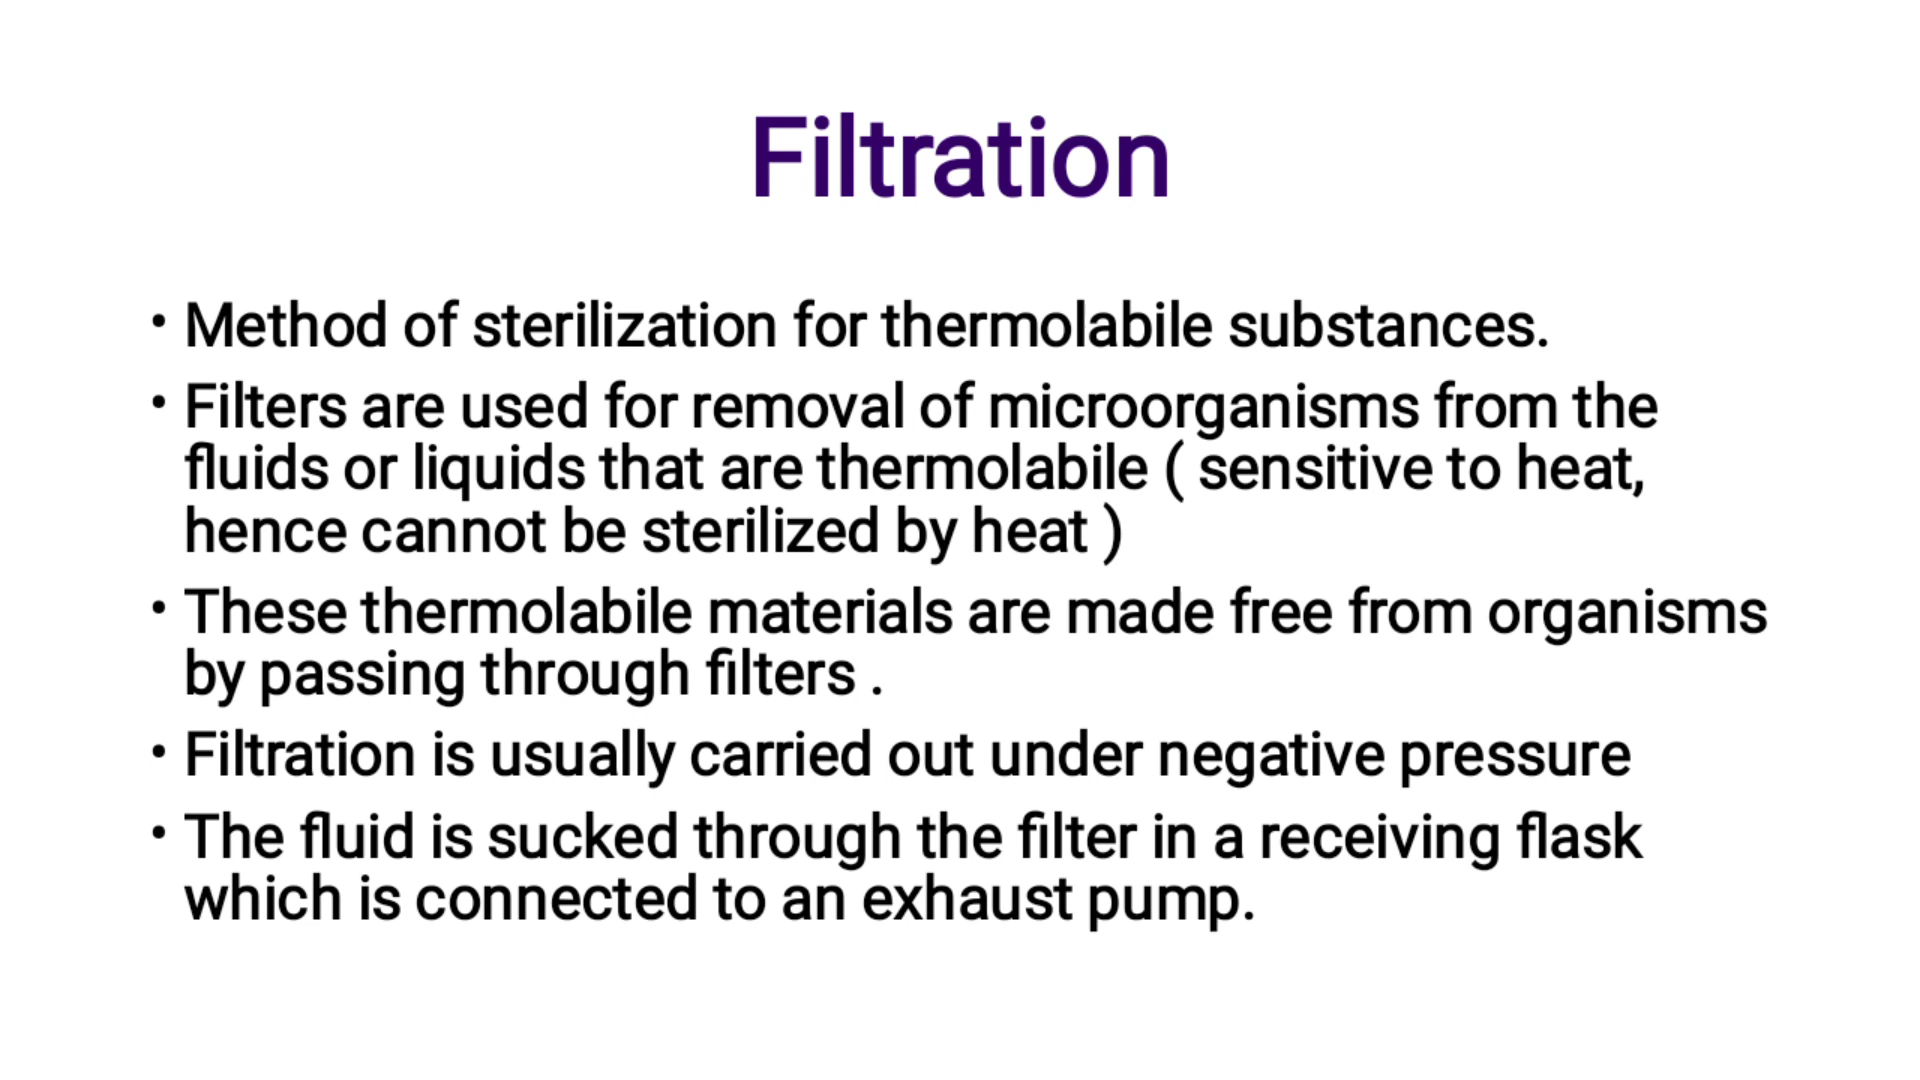 Filtration
• Method of sterilization for thermolabile substances.
• Filters are used for removal of microorganisms from the
fluids or liquids that are thermolabile ( sensitive to heat,
hence cannot be sterilized by heat )
• These thermolabile materials are made free from organisms
by passing through filters .
• Filtration is usually carried out under negative pressure
• The fluid is sucked through the filter in a receiving flask
which is connected to an exhaust pump.